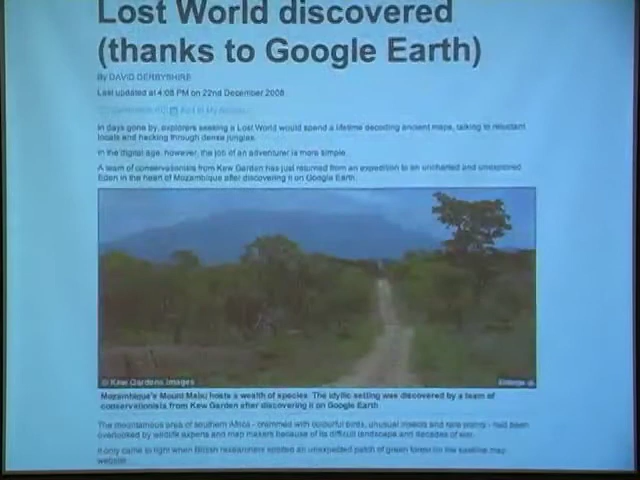 Lost World discovered
(thanks to Google Earth)
By DAVID DERBYSHIRE
Last updated at 4:08 PM on 22nd December 2008
Add to My
In days gone by, explorers seeking a Lost World would spend a lifetime decoding ancient maps, talking to reluctant
locals and hacking through dense jungles.
In the digital age, however, the job of an adventurer is more simple.
A team of conservationists from Kew Garden has just returned from an expedition to an uncharted and unexplored
Eden in the heart of Mozambique after discovering it on Google Earth.
© Kew Gardens Images
Enlarge
Mozambique's Mount Mabu hosts a wealth of species. The idyllic setting was discovered by a team of
conservationists from Kew Garden after discovering it on Google Earth
The mountainous area of southern Africa - crammed with colourful birds, unusual insects and rare plants - had been
overlooked by wildlife experts and map makers because of its difficult landscape and decades of war.
It only came to light when British researchers spotted an unexpected patch of green forest on the satellite map
website.